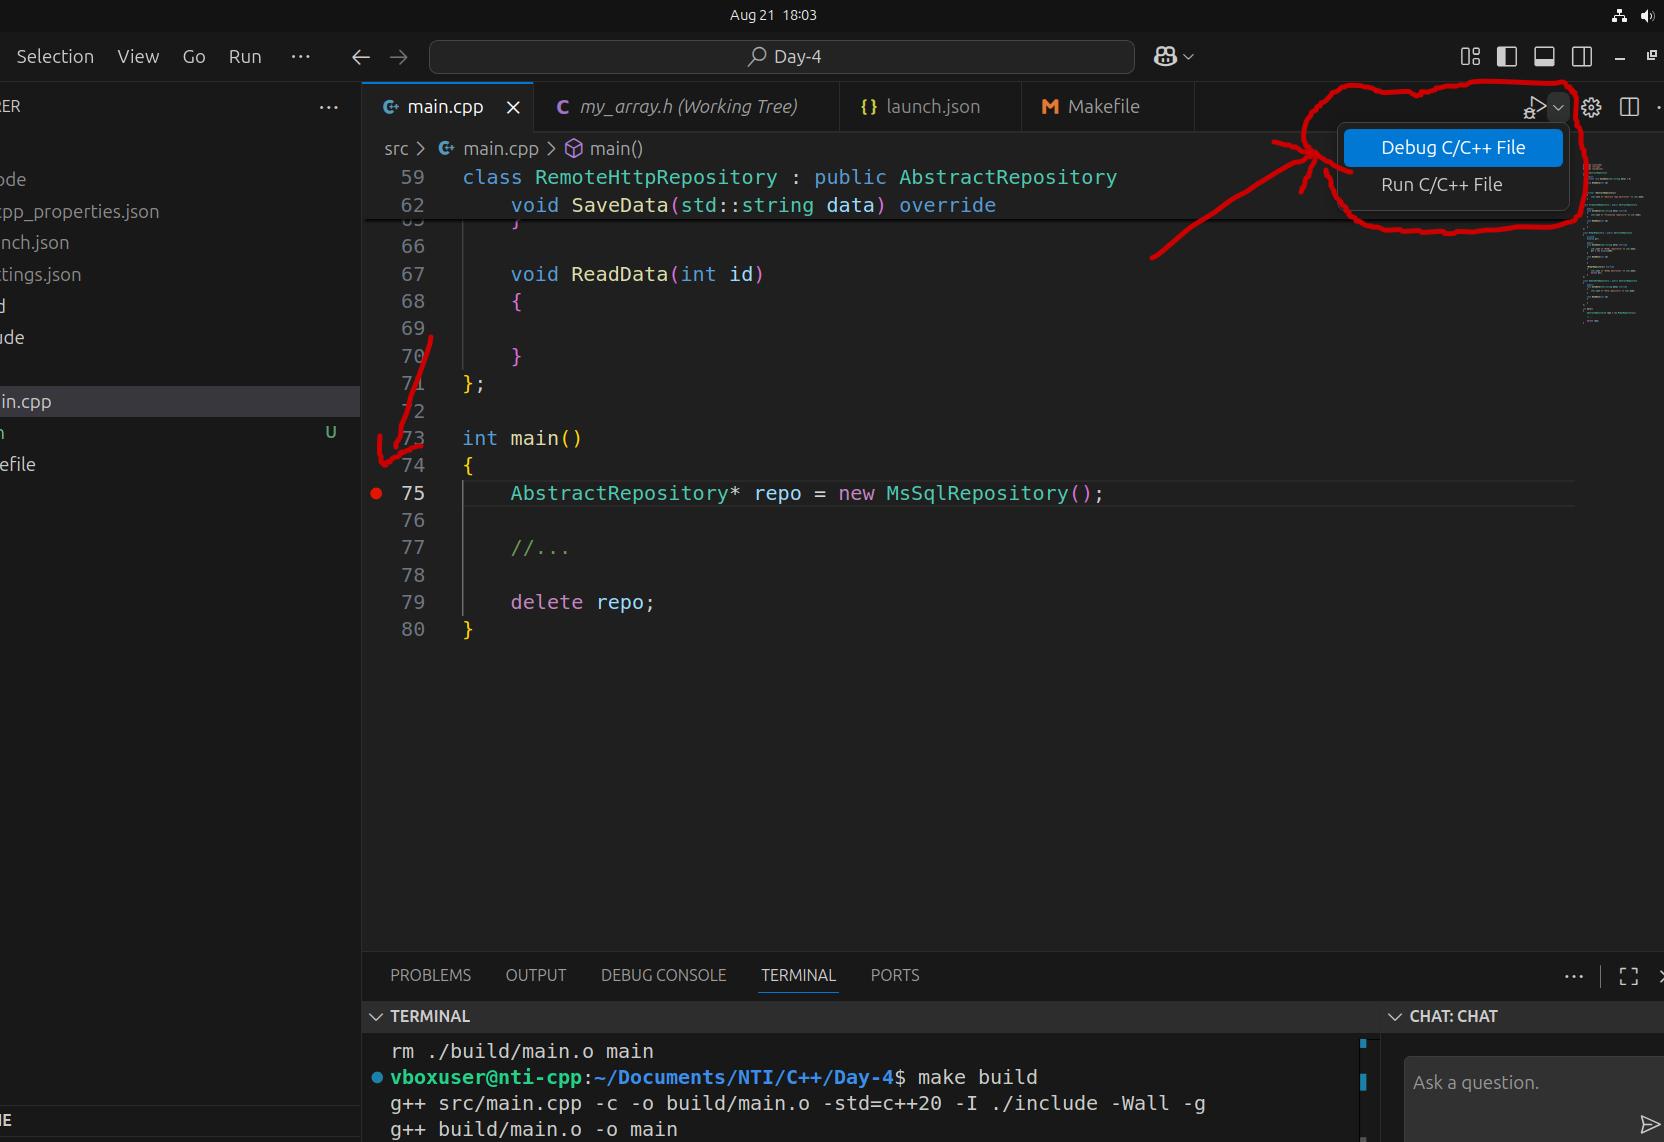 Aug 21 18:03
Selection View Go Run ···
Day-4
RER ···
ode
cpp_properties.json
nch.json
ttings.json
d
ude
in.cpp
n U
efile
main.cpp
C my_array.h (Working Tree)
{} launch.json
M Makefile
Debug C/C++ File
Run C/C++ File
src > main.cpp > main()
59 class RemoteHttpRepository : public AbstractRepository
62 void SaveData(std::string data) override
65 }
66
67 void ReadData(int id)
68 {
69
70 }
71 };
72
73 int main()
74 {
75 AbstractRepository* repo = new MsSqlRepository();
76
77 //...
78
79 delete repo;
80 }
PROBLEMS OUTPUT DEBUG CONSOLE TERMINAL PORTS ···
TERMINAL
rm ./build/main.o main
vboxuser@nti-cpp:~/Documents/NTI/C++/Day-4$ make build
g++ src/main.cpp -c -o build/main.o -std=c++20 -I ./include -Wall -g
g++ build/main.o -o main
CHAT: CHAT
Ask a question.
NE